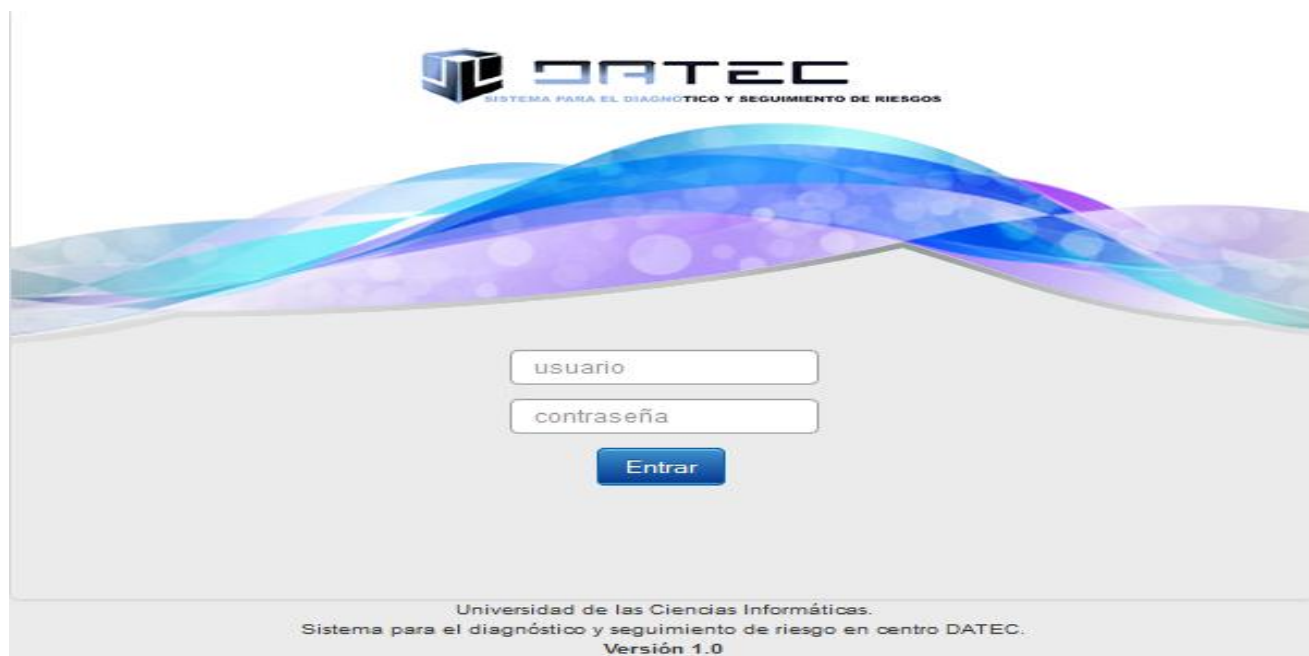 DATEC
SISTEMA PARA EL DIAGNOTICO Y SEGUIMIENTO DE RIESGOS
usuario
contraseña
Entrar
Universidad de las Ciencias Informáticas.
Sistema para el diagnóstico y seguimiento de riesgo en centro DATEC.
Versión 1.0